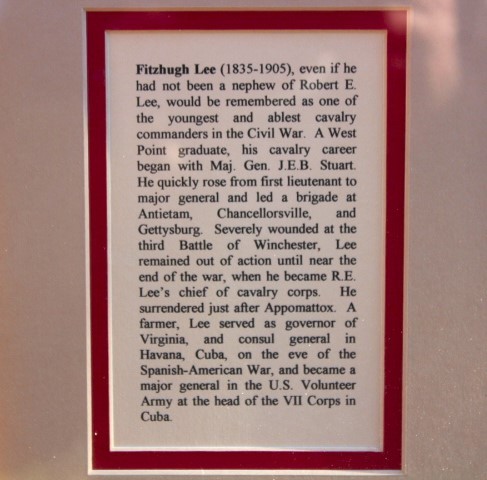 Fitzhugh Lee (1835-1905), even if he
had not been a nephew of Robert E.
Lee, would be remembered as one of
the youngest and ablest cavalry
commanders in the Civil War. A West
Point graduate, his cavalry career
began with Maj. Gen. J.E.B. Stuart.
He quickly rose from first lieutenant to
major general and led a brigade at
Antietam, Chancellorsville, and
Gettysburg. Severely wounded at the
third Battle of Winchester, Lee
remained out of action until near the
end of the war, when he became R.E.
Lee's chief of cavalry corps. He
surrendered just after Appomattox. A
farmer, Lee served as governor of
Virginia, and consul general in
Havana, Cuba, on the eve of the
Spanish-American War, and became a
major general in the U.S. Volunteer
Army at the head of the VII Corps in
Cuba.